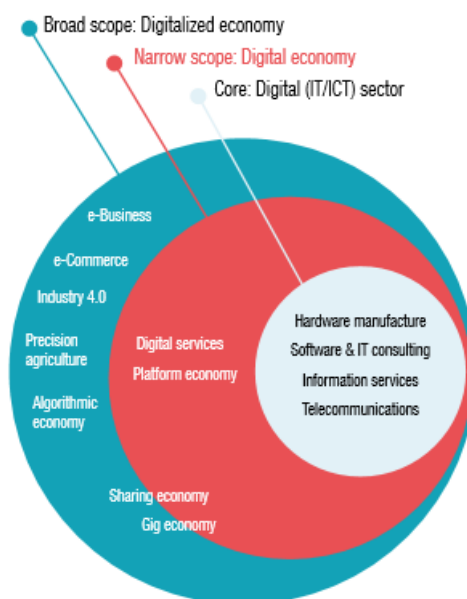 Broad scope: Digitalized economy
Narrow scope: Digital economy
Core: Digital (IT/ICT) sector
e-Business
e-Commerce
Industry 4.0
Precision
agriculture
Algorithmic
economy
Digital services
Platform economy
Sharing economy
Gig economy
Hardware manufacture
Software & IT consulting
Information services
Telecommunications